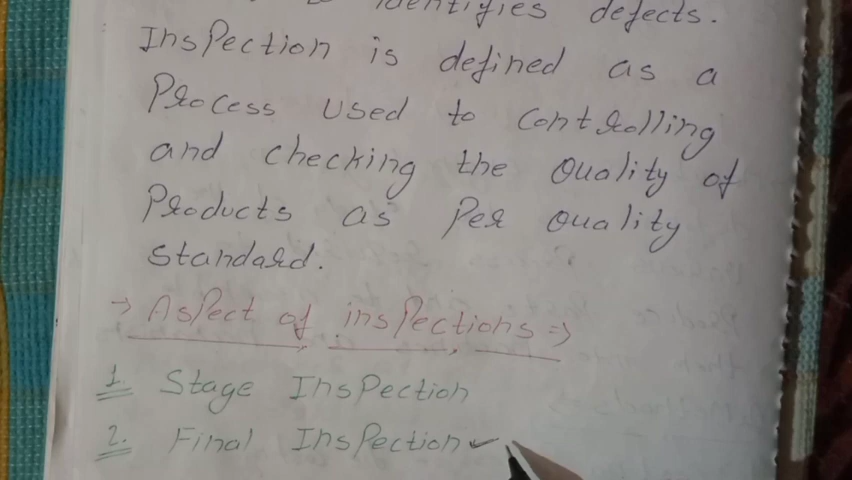 identifies defects.
Inspection is defined as a
Process used to controlling
and checking the Quality of
Products as Per Quality
Standard.
→ Aspect of inspections ⇒
1. Stage Inspection
2. Final Inspection